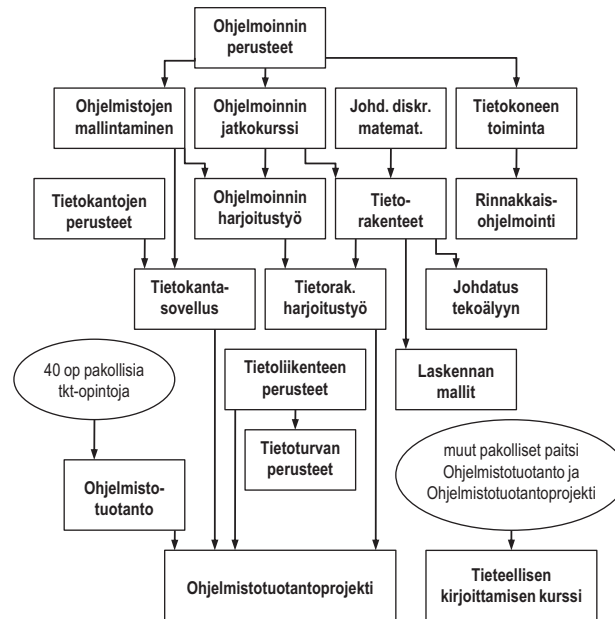 Ohjelmoinnin
perusteet
Ohjelmistojen
mallintaminen
Ohjelmoinnin
jatkokurssi
Johd. diskr.
matemat.
Tietokoneen
toiminta
Tietokantojen
perusteet
Ohjelmoinnin
harjoitustyö
Tieto-
rakenteet
Rinnakkais-
ohjelmointi
Tietokanta-
sovellus
Tietorak.
harjoitustyö
Johdatus
tekoälyyn
40 op pakollisia
tkt-opintoja
Tietoliikenteen
perusteet
Laskennan
mallit
Tietoturvan
perusteet
muut pakolliset paitsi
Ohjelmistotuotanto ja
Ohjelmistotuotantoprojekti
Ohjelmisto-
tuotanto
Ohjelmistotuotantoprojekti
Tieteellisen
kirjoittamisen kurssi